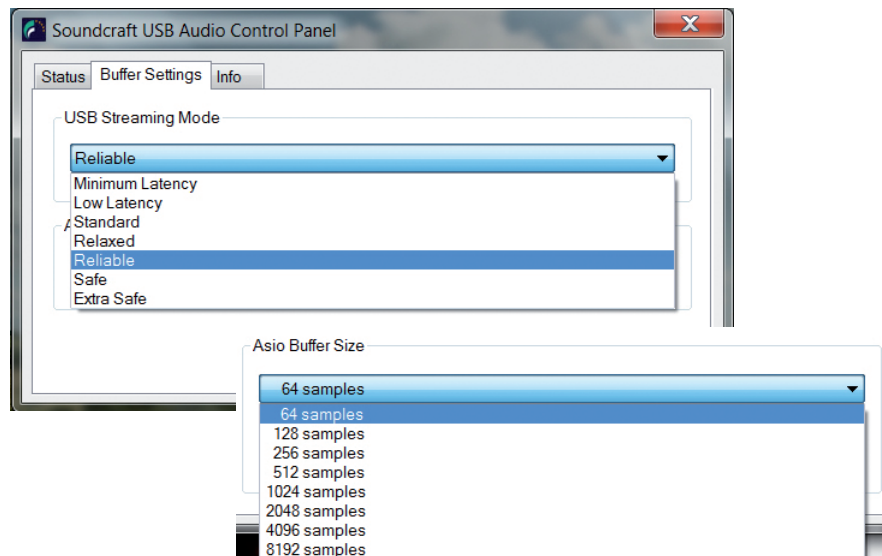 Soundcraft USB Audio Control Panel
Status Buffer Settings Info
USB Streaming Mode
Reliable
Minimum Latency
Low Latency
Standard
Relaxed
Reliable
Safe
Extra Safe
Asio Buffer Size
64 samples
64 samples
128 samples
256 samples
512 samples
1024 samples
2048 samples
4096 samples
8192 samples